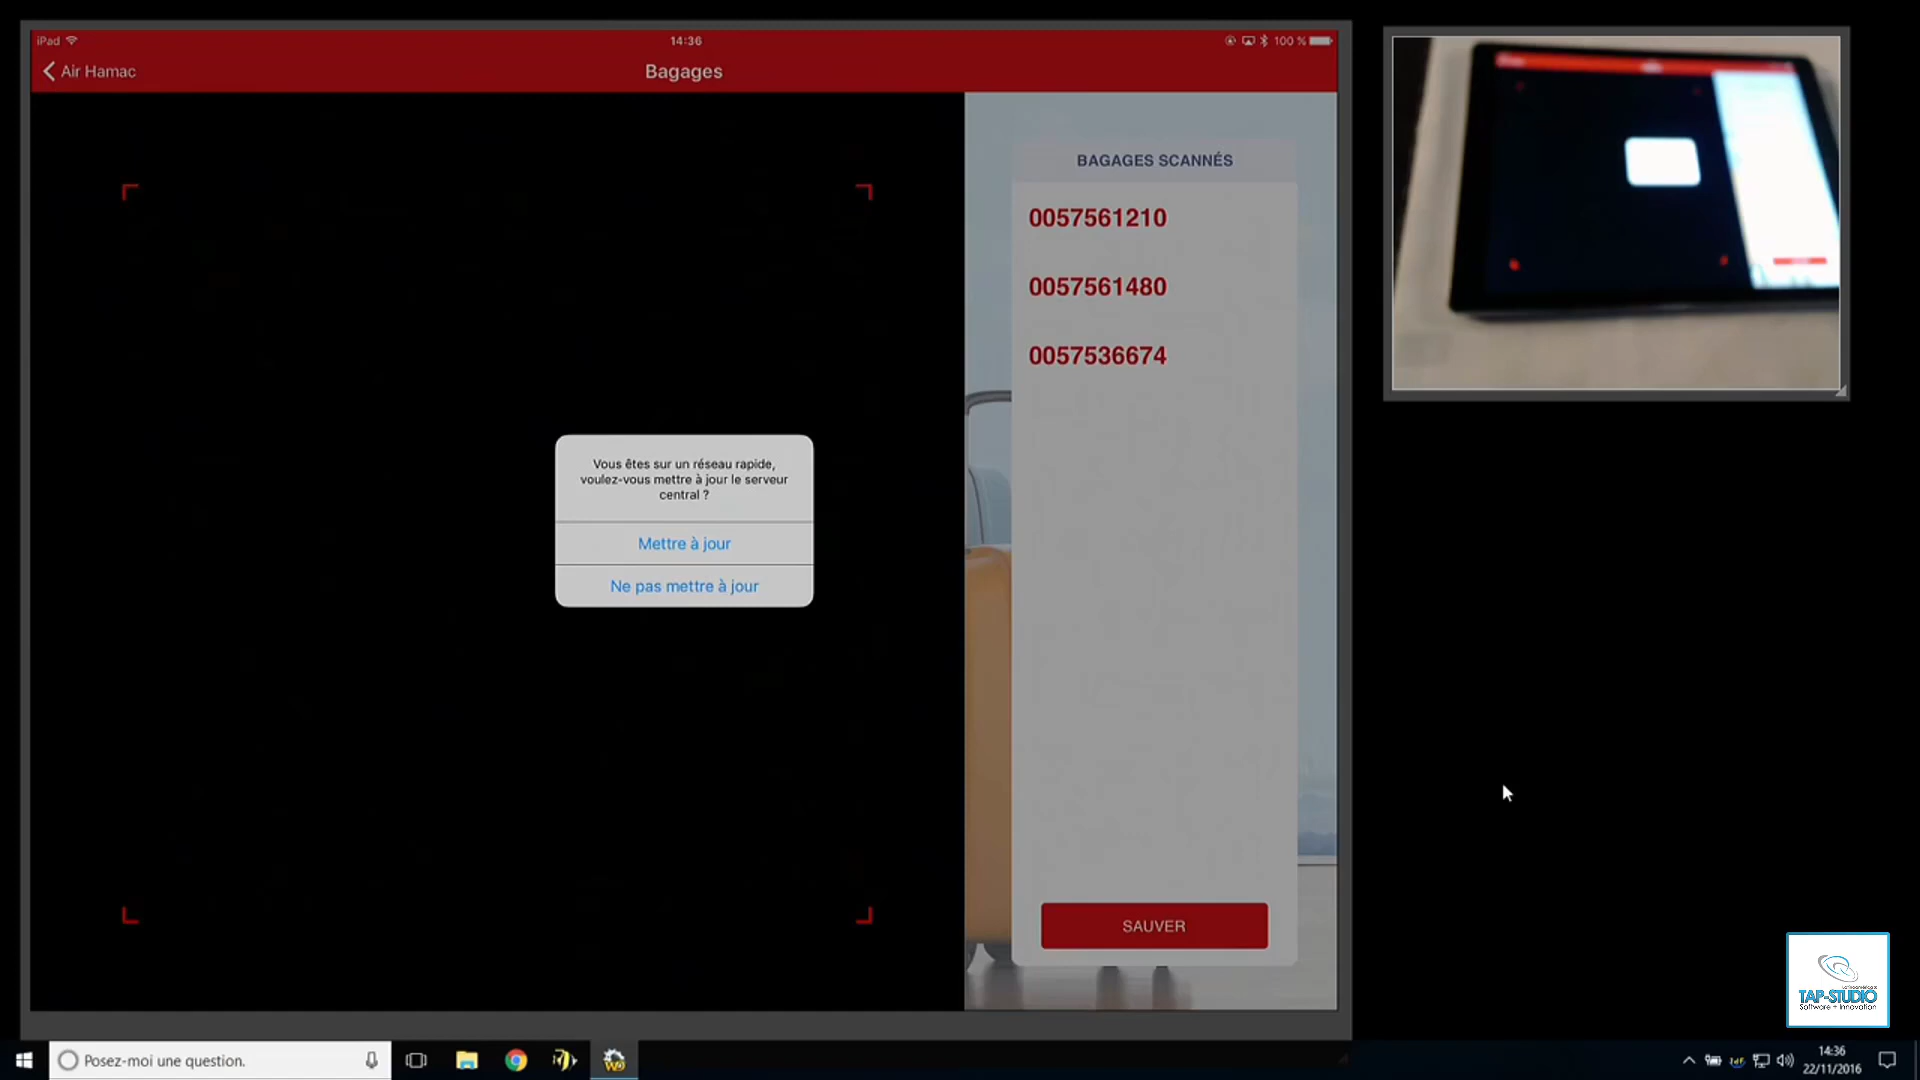 iPad
14:36
100 %
Air Hamac
Bagages
BAGAGES SCANNÉS
0057561210
0057561480
0057536674
Vous êtes sur un réseau rapide,
voulez-vous mettre à jour le serveur
central ?
Mettre à jour
Ne pas mettre à jour
SAUVER
TAP-STUDIO
Software + Innovation
Posez-moi une question.
14:36
22/11/2016